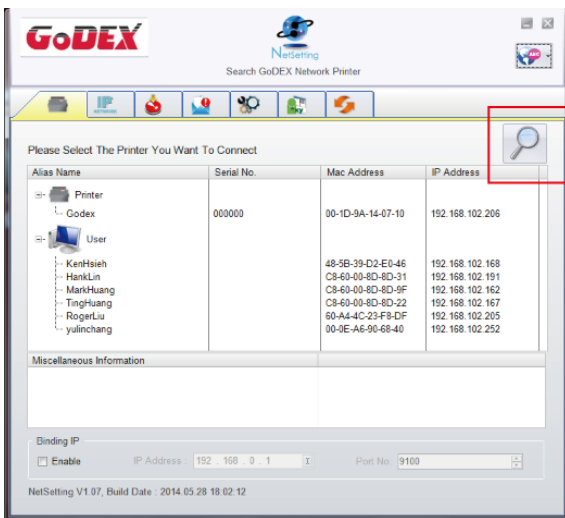 GODEX
NetSetting
Search GoDEX Network Printer
ABC
IP
NETWORK
Please Select The Printer You Want To Connect
Alias Name Serial No. Mac Address IP Address
Printer
Godex 000000 00-1D-9A-14-07-10 192.168.102.206
User
KenHsieh 48-5B-39-D2-E0-46 192.168.102.168
HankLin C8-60-00-8D-8D-31 192.168.102.191
MarkHuang C8-60-00-8D-8D-9F 192.168.102.162
TingHuang C8-60-00-8D-8D-22 192.168.102.167
RogerLiu 60-A4-4C-23-F8-DF 192.168.102.205
yulinchang 00-0E-A6-90-68-40 192.168.102.252
Miscellaneous Information
Binding IP
Enable IP Address : 192 . 168 . 0 . 1 Port No. 9100
NetSetting V1.07, Build Date : 2014.05.28 18:02:12